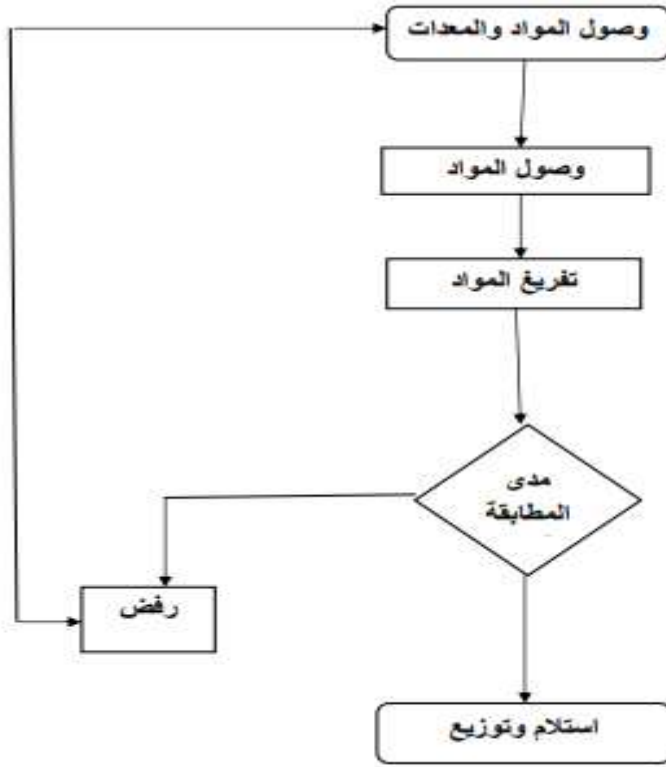 وصول المواد والمعدات
وصول المواد
تفريغ المواد
مدى
المطابقة
رفض
استلام وتوزيع